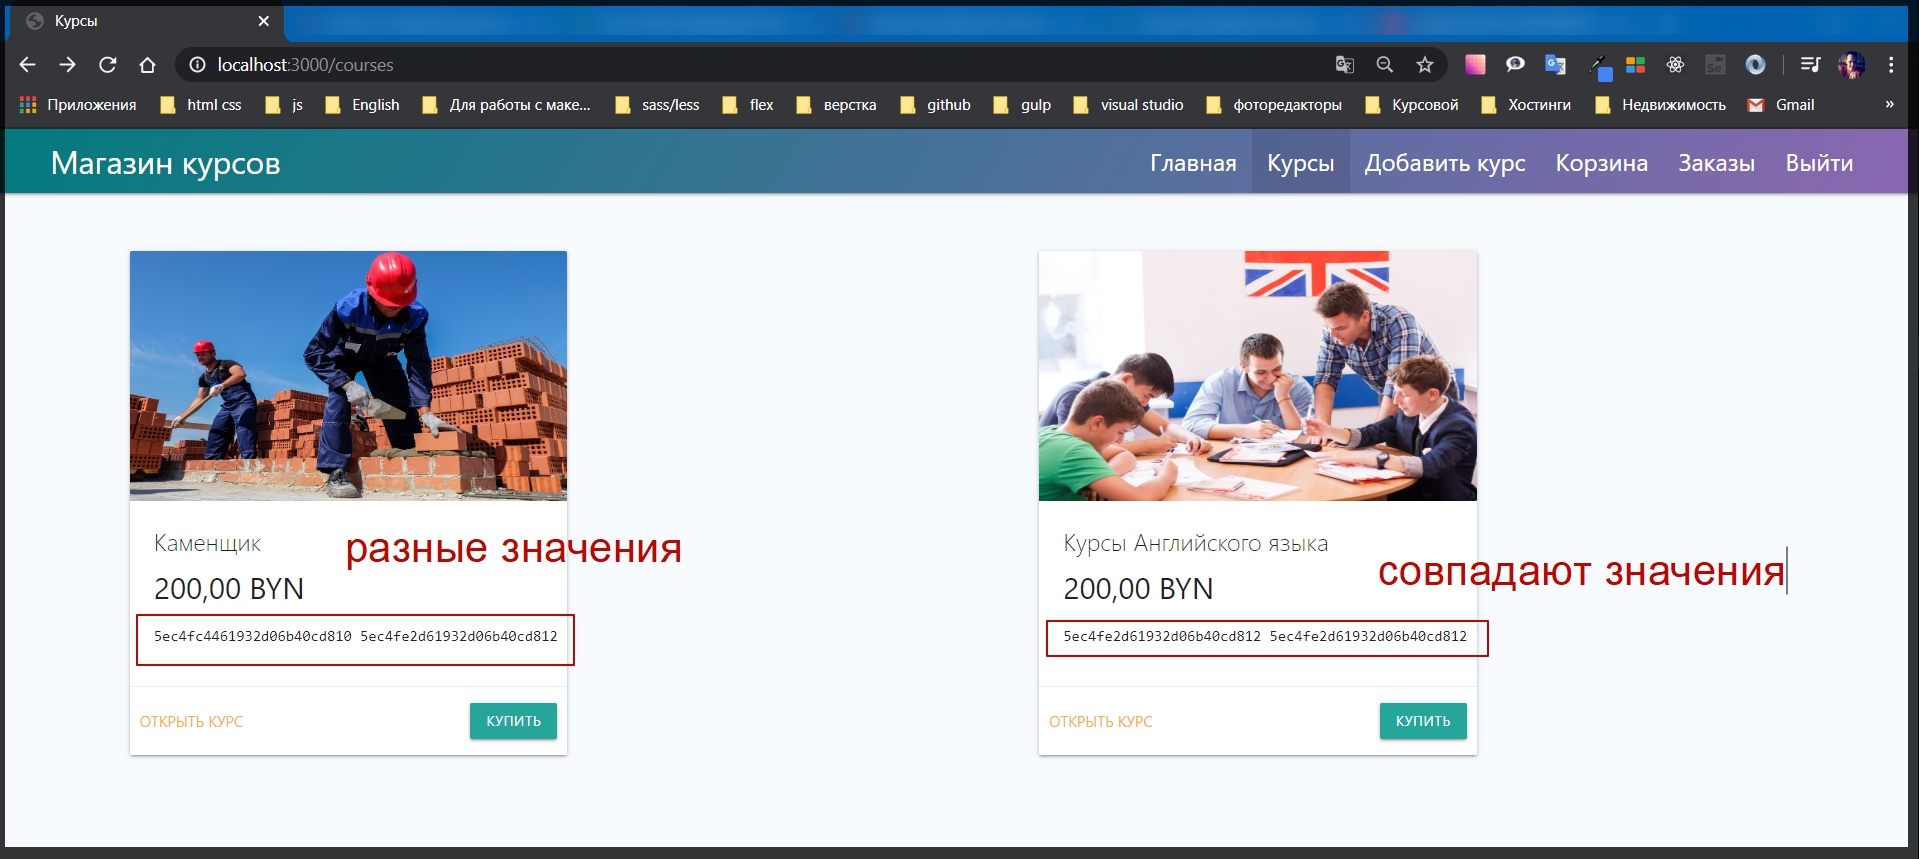 Курсы
localhost:3000/courses
Приложения html css js English Для работы с маке... sass/less flex верстка github gulp visual studio фоторедакторы Курсовой Хостинги Недвижимость Gmail »
Магазин курсов Главная Курсы Добавить курс Корзина Заказы Выйти
Каменщик
разные значения
200,00 BYN
5ec4fc4461932d06b40cd810 5ec4fe2d61932d06b40cd812
ОТКРЫТЬ КУРС КУПИТЬ
Курсы Английского языка
совпадают значения
200,00 BYN
5ec4fe2d61932d06b40cd812 5ec4fe2d61932d06b40cd812
ОТКРЫТЬ КУРС КУПИТЬ